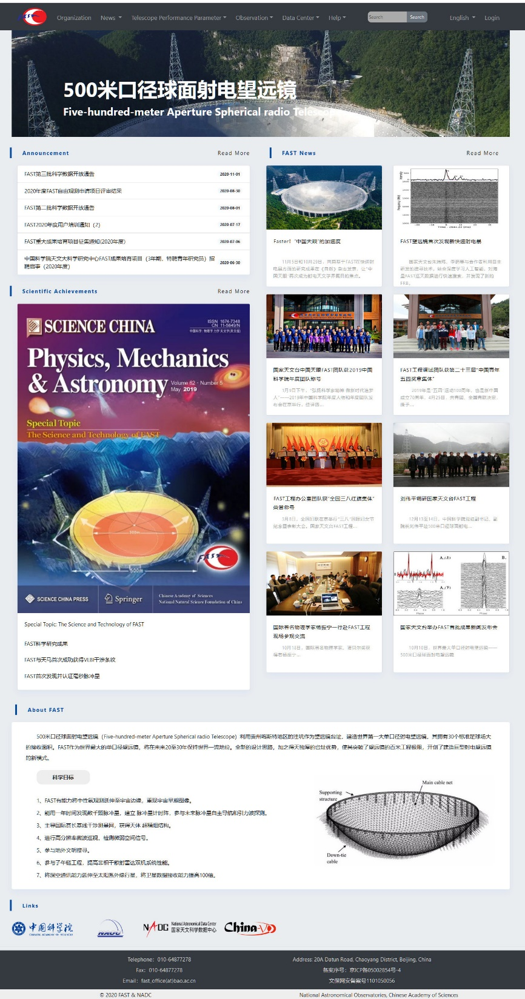 FAST
Organization
News
Telescope Performance Parameter
Observation
Data Center
Help
Search
Search
English
Login
500米口径球面射电望远镜
Five-hundred-meter Aperture Spherical radio Telescope
Announcement
Read More
FAST第三批科学数据开放通告
2020-11-01
2020年度FAST自由观测申请项目评审结果
2020-08-30
FAST第二批科学数据开放通告
2020-08-01
FAST2020年度用户培训通知（2）
2020-07-17
FAST重大成果培育项目征集通知(2020年度)
2020-07-06
中国科学院天文大科学研究中心FAST成果培育项目（3年期，特聘青年研究员）招
聘启事（2020年度）
2020-06-30
Scientific Achievements
Read More
SCIENCE CHINA
ISSN 1674-7348
CN 11-5849/N
中国科学: 物理学 力学 天文学(英文版)
Physics, Mechanics
& Astronomy
Volume 62 · Number 5
May 2019
Special Topic
The Science and Technology of FAST
300m
500m
FAST
SCIENCE CHINA PRESS
Springer
Chinese Academy of Sciences
National Natural Science Foundation of China
Special Topic: The Science and Technology of FAST
FAST科学研究成果
FAST与天马首次成功获得VLBI干涉条纹
FAST首次发现并认证毫秒脉冲星
FAST News
Read More
Faster！"中国天眼"的加速度
11月5日和10月29日，两篇基于FAST在快速射
电暴方面的研究成果在《自然》杂志发表，让"中
国天眼"再次成为射电天文学界瞩目的焦点。
FAST望远镜首次发现新快速射电暴
国家天文台朱炜玮、李菂等与合作者利用自主
研发的搜寻技术，结合深度学习人工智能，对海
量FAST巡天数据进行快速搜索，并发现了新的
FRB。
国家天文台中国天眼FAST团队获2019中国
科学院年度团队称号
1月9日下午，"弘扬科学家精神 做新时代追梦
人"——2019年中国科学院年度人物和年度团队发
布会在京举行。经评选...
FAST工程调试团队获第二十三届"中国青年
五四奖章集体"
2019年是"五四"运动100周年，也是新中国
成立70周年。4月25日，共青团、全国青联决定，
授予...
FAST工程办公室团队获"全国三八红旗集体"
荣誉称号
3月8日，全国妇联在京举行"三八"国际妇女节
纪念暨表彰大会。国家天文台FAST工程...
刘伟平调研国家天文台FAST工程
12月13至14日，中国科学院党组副书记、副
院长刘伟平赴500米口径球面射电...
国际著名物理学家杨振宁一行赴FAST工程
现场参观交流
10月18日，国际著名物理学家、诺贝尔奖获
得者杨振宁...
国家天文台举办FAST首批成果新闻发布会
10月10日，世界最大单口径射电望远镜——
500米口径球面射电望远镜
About FAST
500米口径球面射电望远镜（Five-hundred-meter Aperture Spherical radio Telescope）利用贵州喀斯特地区的洼坑作为望远镜台址，建造世界第一大单口径射电望远镜，其拥有30个标准足球场大
的接收面积。FAST作为世界最大的单口径望远镜，将在未来20至30年保持世界一流地位。全新的设计思路，加之得天独厚的台址优势，使其突破了望远镜的百米工程极限，开创了建造巨型射电望远镜
的新模式。
科学目标
1、FAST有能力将中性氢观测延伸至宇宙边缘，重现宇宙早期图像。
2、能用一年时间发现数千颗脉冲星，建立 脉冲星计时阵，参与未来脉冲星自主导航和引力波探测。
3、主导国际甚长基线干涉测量网，获得天体 超精细结构。
4、进行高分辨率微波巡视，检测微弱空间信号。
5、参与地外文明搜寻。
6、参与子午链工程，提高非相干散射雷达双机系统性能。
7、将深空通讯能力延伸至太阳系外缘行星，将卫星数据接收能力提高100倍。
Main cable net
Supporting
structure
Down-tie
cable
Links
中国科学院
CHINESE ACADEMY OF SCIENCES
NAOC
NADC
National Astronomical Data Center
国家天文科学数据中心
China-VO
Telephone：010-64877278
Fax：010-64877278
Email：fast_office(at)bao.ac.cn
Address: 20A Datun Road, Chaoyang District, Beijing, China
备案序号：京ICP备05002854号-4
文保网安备案号1101050056
© 2020 FAST & NADC
National Astronomical Observatories, Chinese Academy of Sciences